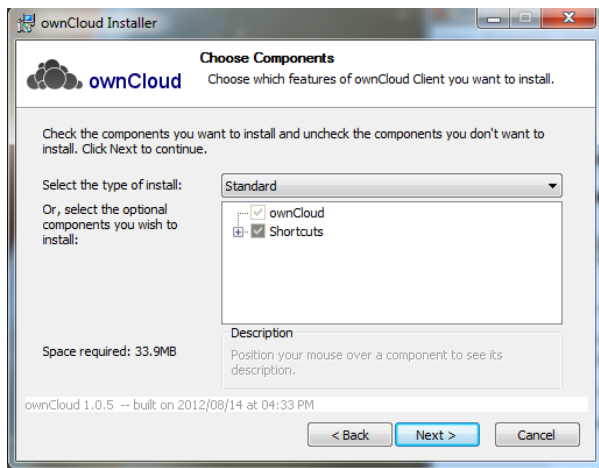 ownCloud Installer
ownCloud
Choose Components
Choose which features of ownCloud Client you want to install.
Check the components you want to install and uncheck the components you don't want to
install. Click Next to continue.
Select the type of install:
Standard
Or, select the optional
components you wish to
install:
ownCloud
Shortcuts
Space required: 33.9MB
Description
Position your mouse over a component to see its
description.
ownCloud 1.0.5 -- built on 2012/08/14 at 04:33 PM
< Back
Next >
Cancel